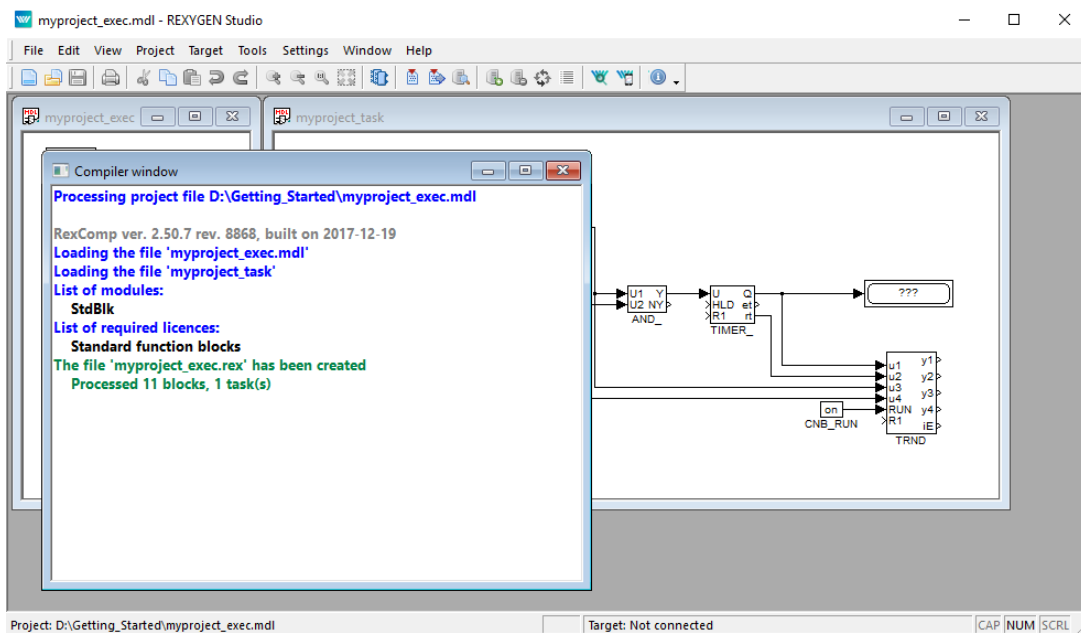 myproject_exec.mdl - REXYGEN Studio
File Edit View Project Target Tools Settings Window Help
myproject_exec
myproject_task
Compiler window
Processing project file D:\Getting_Started\myproject_exec.mdl
RexComp ver. 2.50.7 rev. 8868, built on 2017-12-19
Loading the file 'myproject_exec.mdl'
Loading the file 'myproject_task'
List of modules:
StdBlk
List of required licences:
Standard function blocks
The file 'myproject_exec.rex' has been created
Processed 11 blocks, 1 task(s)
U1 Y
U2 NY
AND_
U Q
HLD et
R1 rt
TIMER_
???
u1 y1
u2 y2
u3 y3
u4 y4
RUN
R1 iE
TRND
on
CNB_RUN
Project: D:\Getting_Started\myproject_exec.mdl
Target: Not connected
CAP NUM SCRL